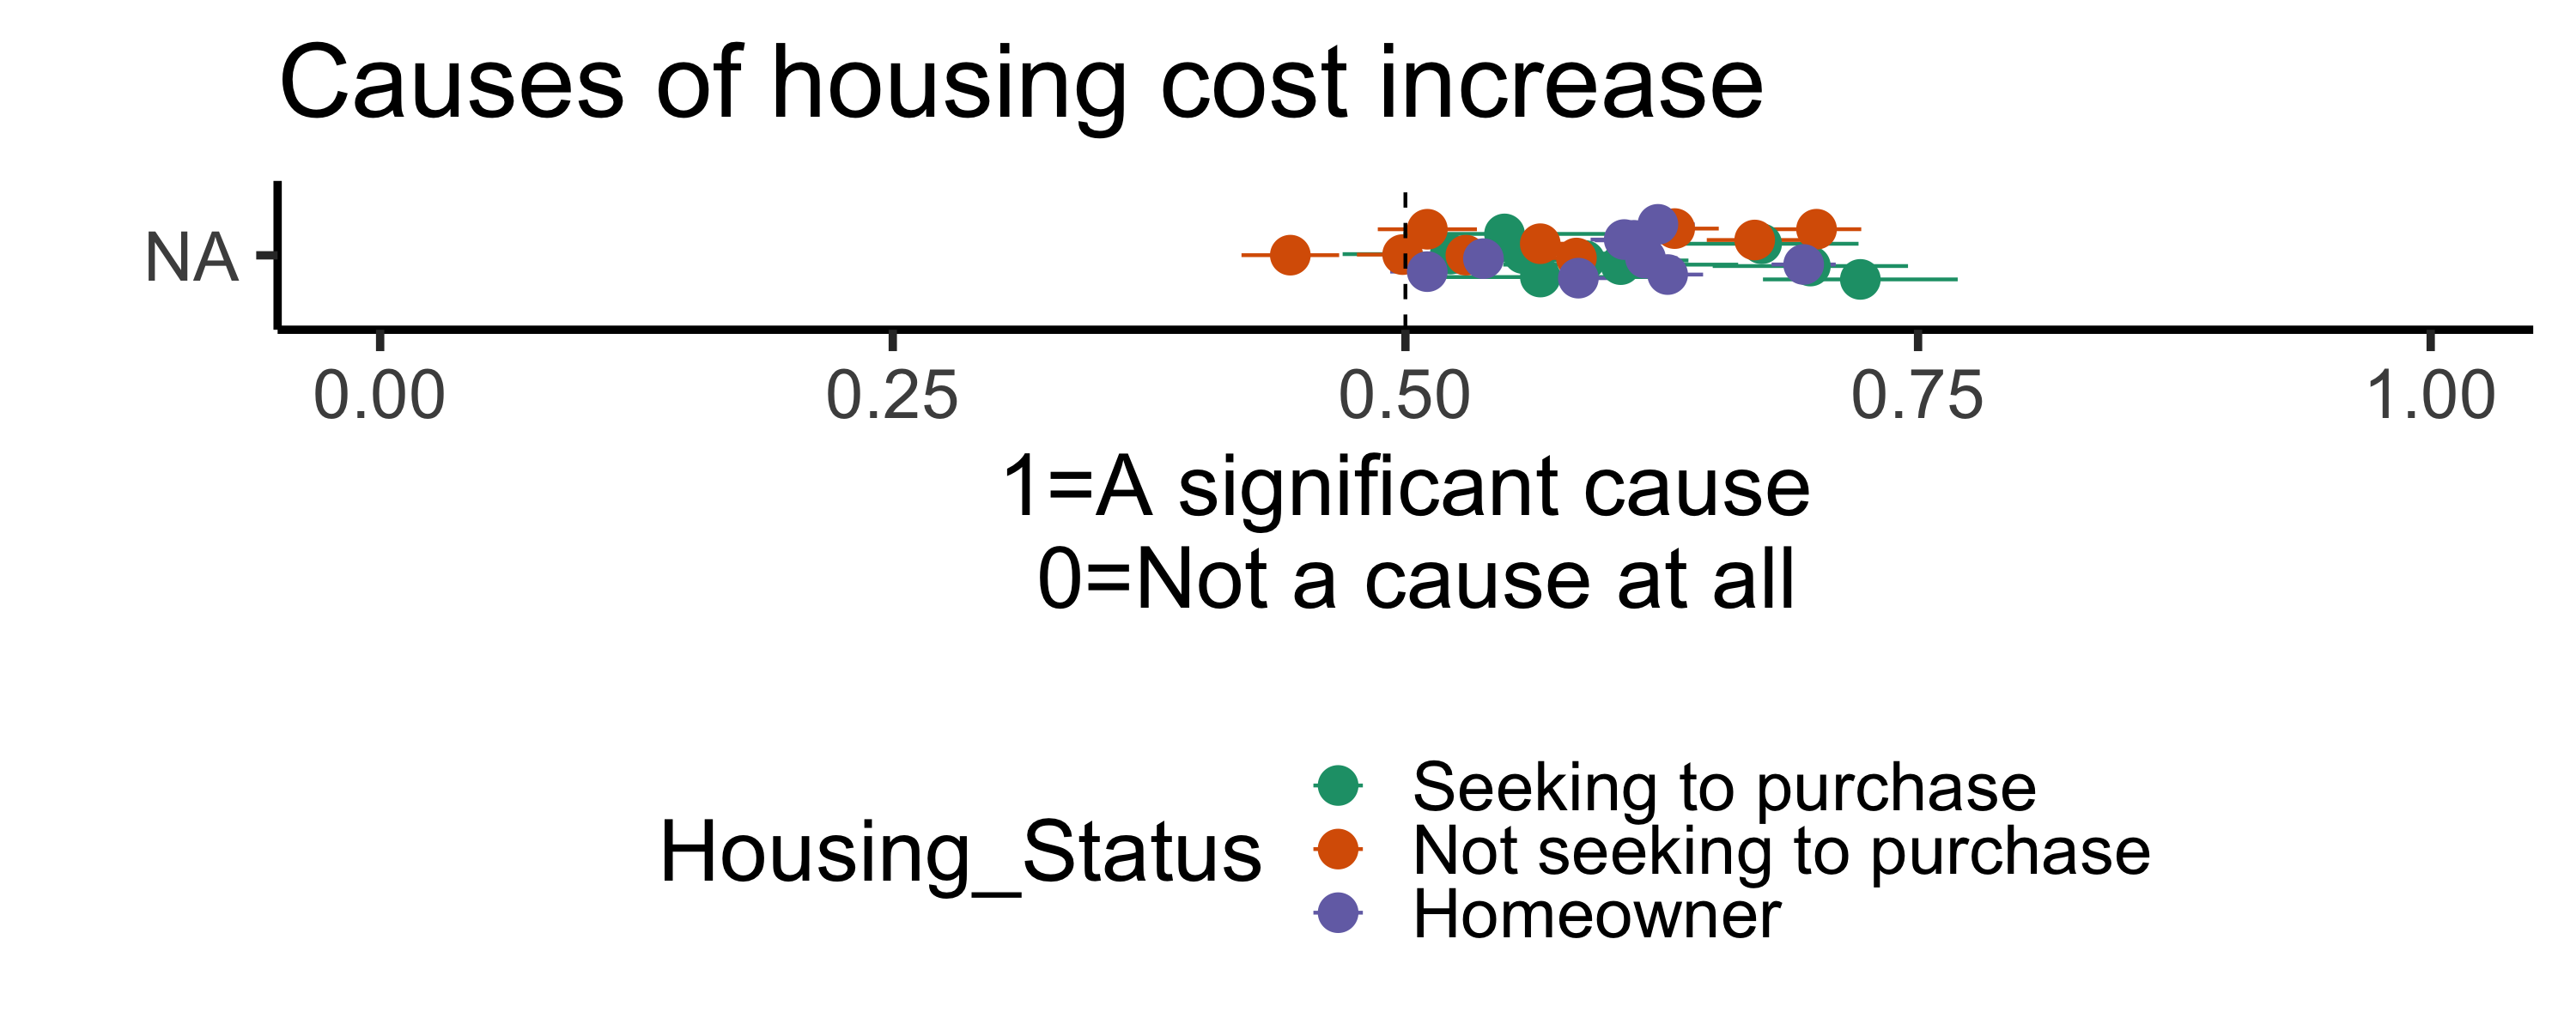 Causes of housing cost increase
NA
0.00 0.25 0.50 0.75 1.00
1=A significant cause
0=Not a cause at all
Housing_Status
Seeking to purchase
Not seeking to purchase
Homeowner